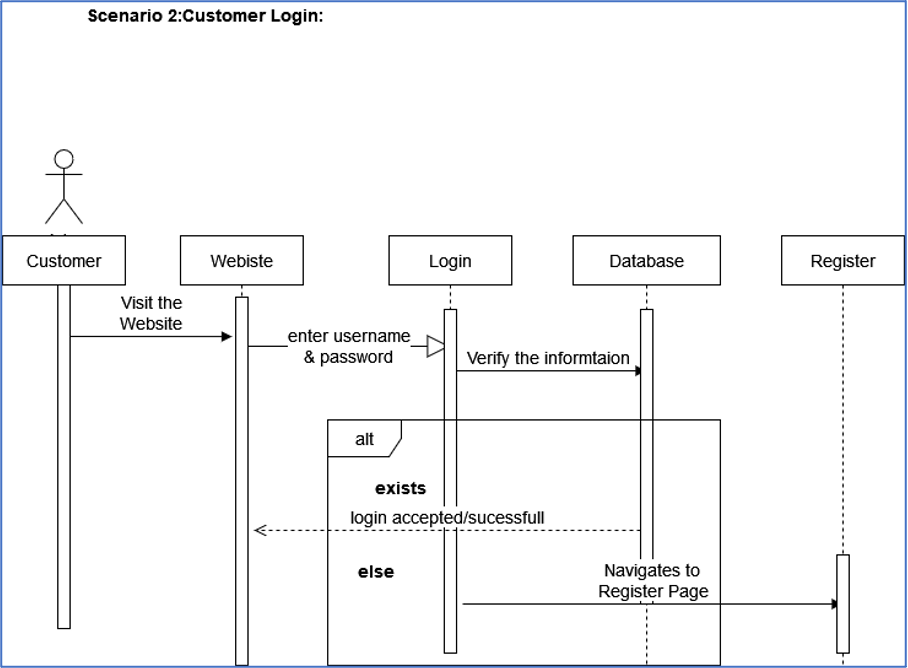 Scenario 2:Customer Login:
Customer
Webiste
Login
Database
Register
Visit the
Website
enter username
& password
Verify the informtaion
alt
exists
login accepted/sucessfull
else
Navigates to
Register Page